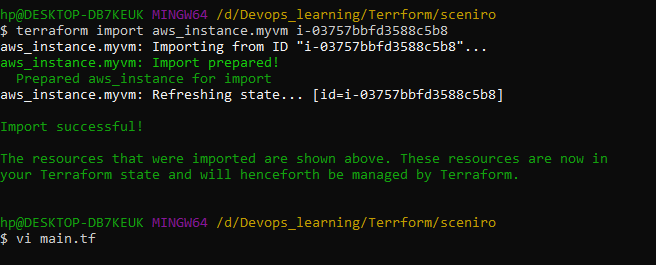 hp@DESKTOP-DB7KEUK MINGW64 /d/Devops_learning/Terrform/sceniro
$ terraform import aws_instance.myvm i-03757bbfd3588c5b8
aws_instance.myvm: Importing from ID "i-03757bbfd3588c5b8"...
aws_instance.myvm: Import prepared!
  Prepared aws_instance for import
aws_instance.myvm: Refreshing state... [id=i-03757bbfd3588c5b8]
Import successful!
The resources that were imported are shown above. These resources are now in
your Terraform state and will henceforth be managed by Terraform.
hp@DESKTOP-DB7KEUK MINGW64 /d/Devops_learning/Terrform/sceniro
$ vi main.tf